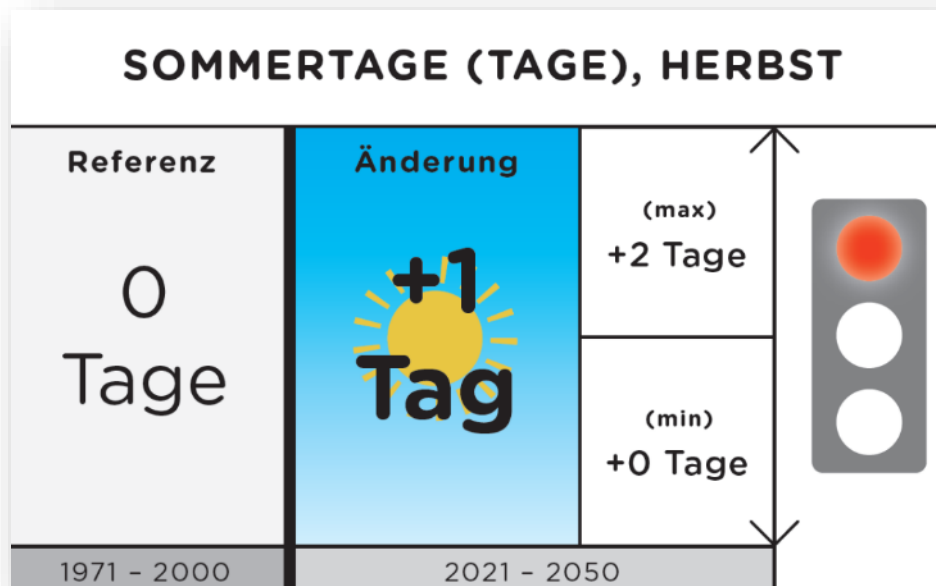 SOMMERTAGE (TAGE), HERBST
Referenz
0
Tage
1971 – 2000
Änderung
+1
Tag
(max)
+2 Tage
(min)
+0 Tage
2021 – 2050